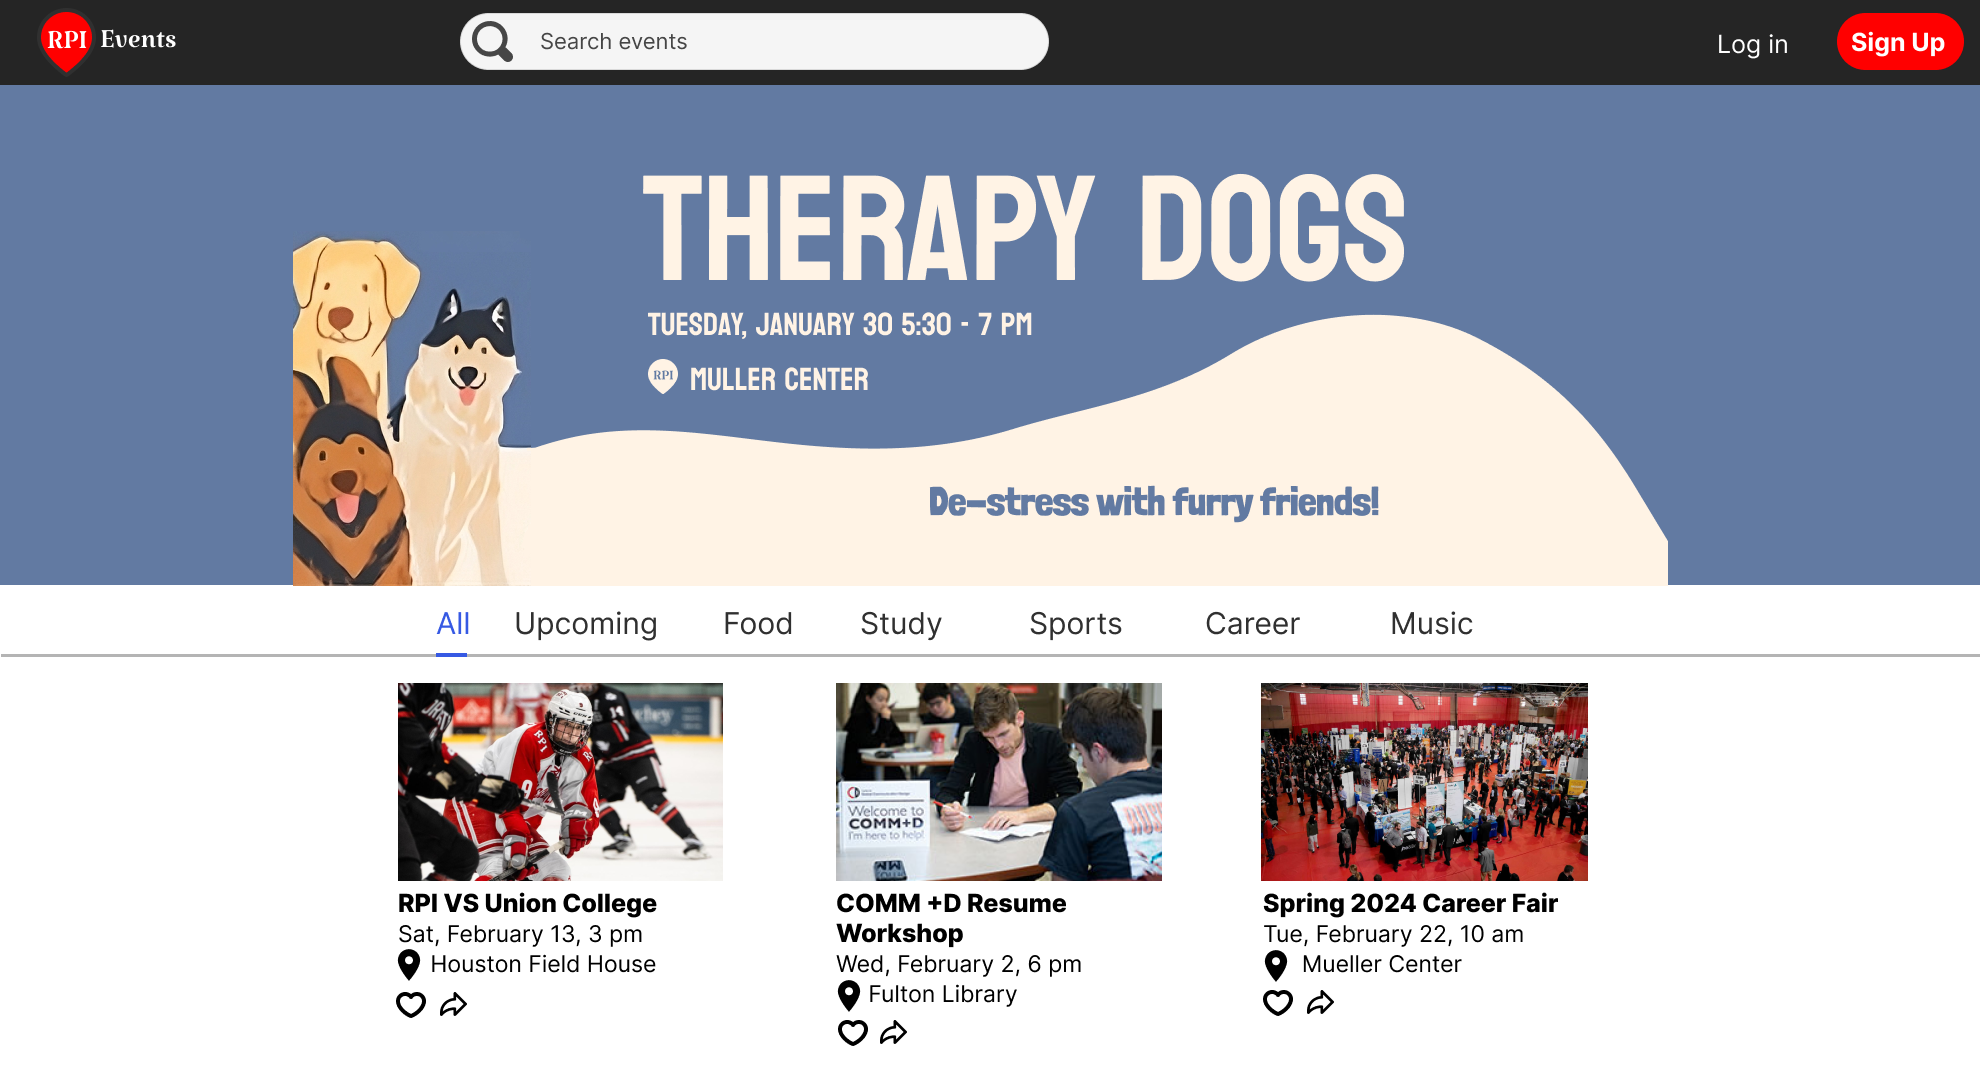 RPI Events
Search events
Log in
Sign Up
THERAPY DOGS
TUESDAY, JANUARY 30 5:30 - 7 PM
RPI MULLER CENTER
De-stress with furry friends!
All Upcoming Food Study Sports Career Music
RPI
9
14
Welcome to
COMM+D
I'm here to help!
RPI VS Union College
Sat, February 13, 3 pm
Houston Field House
COMM +D Resume
Workshop
Wed, February 2, 6 pm
Fulton Library
Spring 2024 Career Fair
Tue, February 22, 10 am
Mueller Center